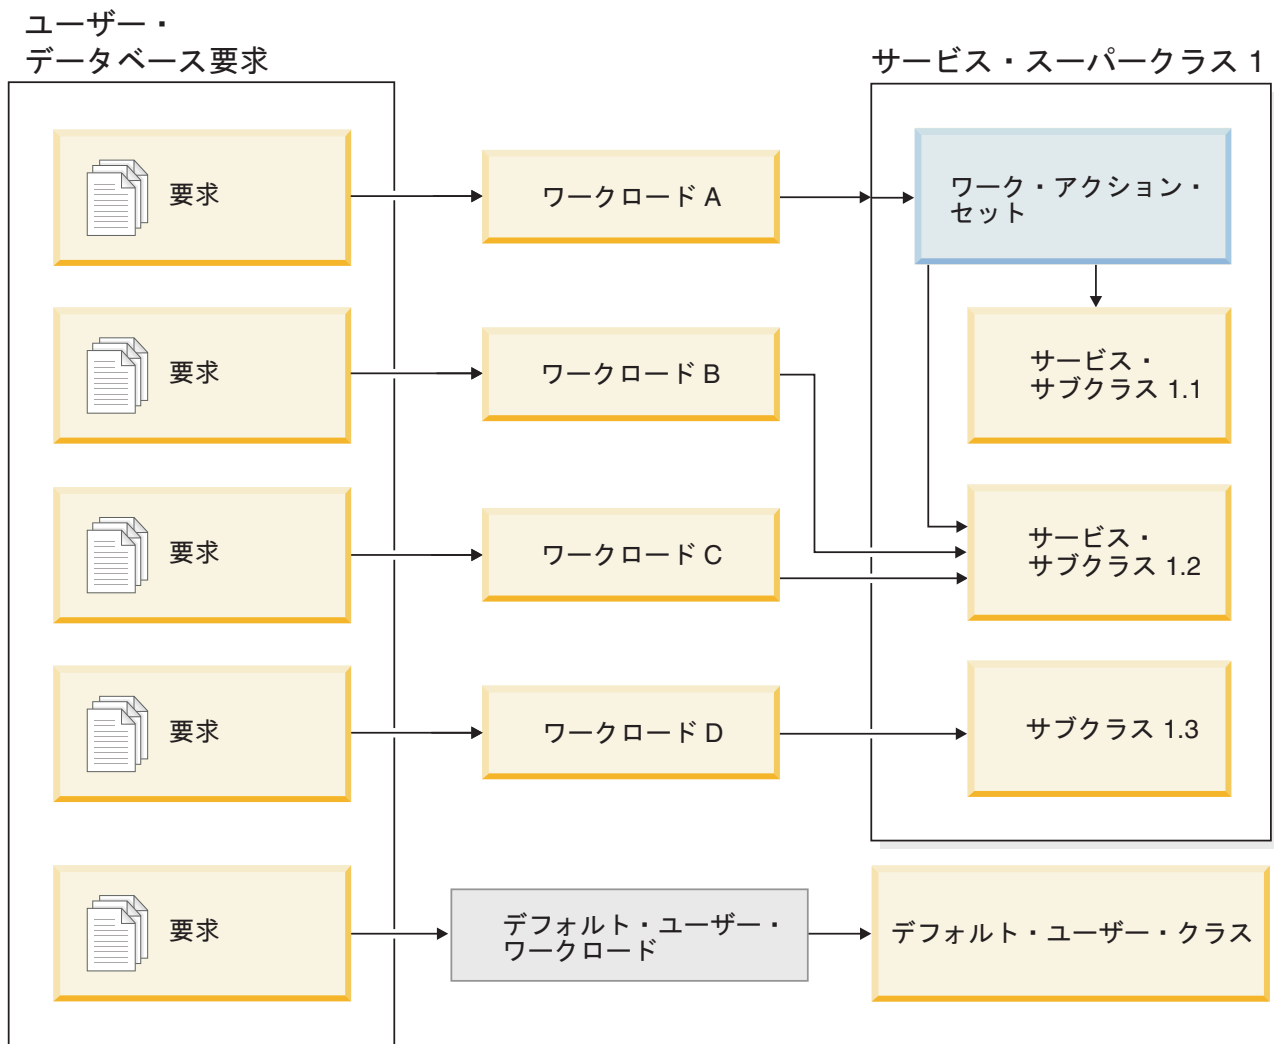 ユーザー・
データベース要求
サービス・スーパークラス 1
要求
ワークロード A
ワーク・アクション・
セット
サービス・
サブクラス 1.1
要求
ワークロード B
要求
ワークロード C
サービス・
サブクラス 1.2
要求
ワークロード D
サブクラス 1.3
要求
デフォルト・ユーザー・
ワークロード
デフォルト・ユーザー・クラス